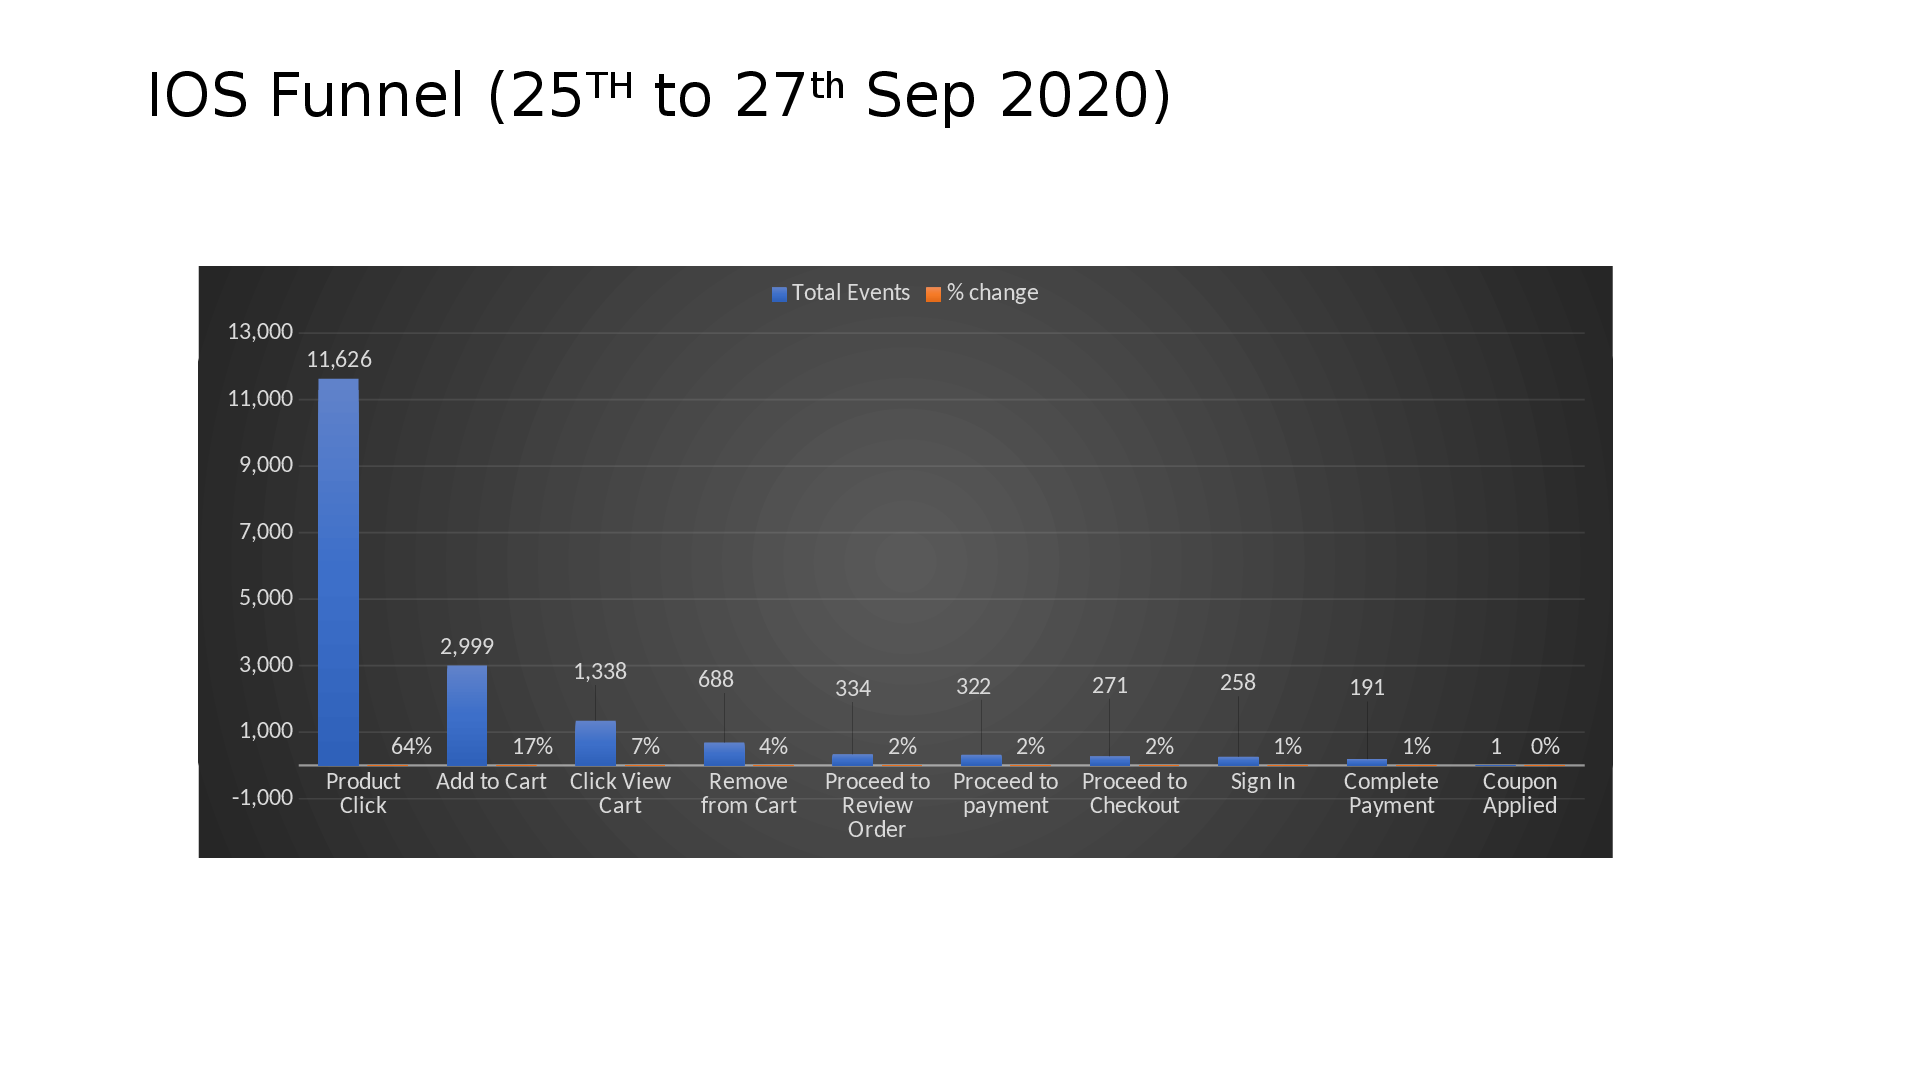 IOS Funnel (25TH to 27th Sep 2020)
Total Events % change
13,000
11,000
9,000
7,000
5,000
3,000
1,000
-1,000
11,626 2,999 1,338 688 334 322 271 258 191 1
64% 17% 7% 4% 2% 2% 2% 1% 1% 0%
Product Click
Add to Cart
Click View Cart
Remove from Cart
Proceed to Review Order
Proceed to payment
Proceed to Checkout
Sign In
Complete Payment
Coupon Applied